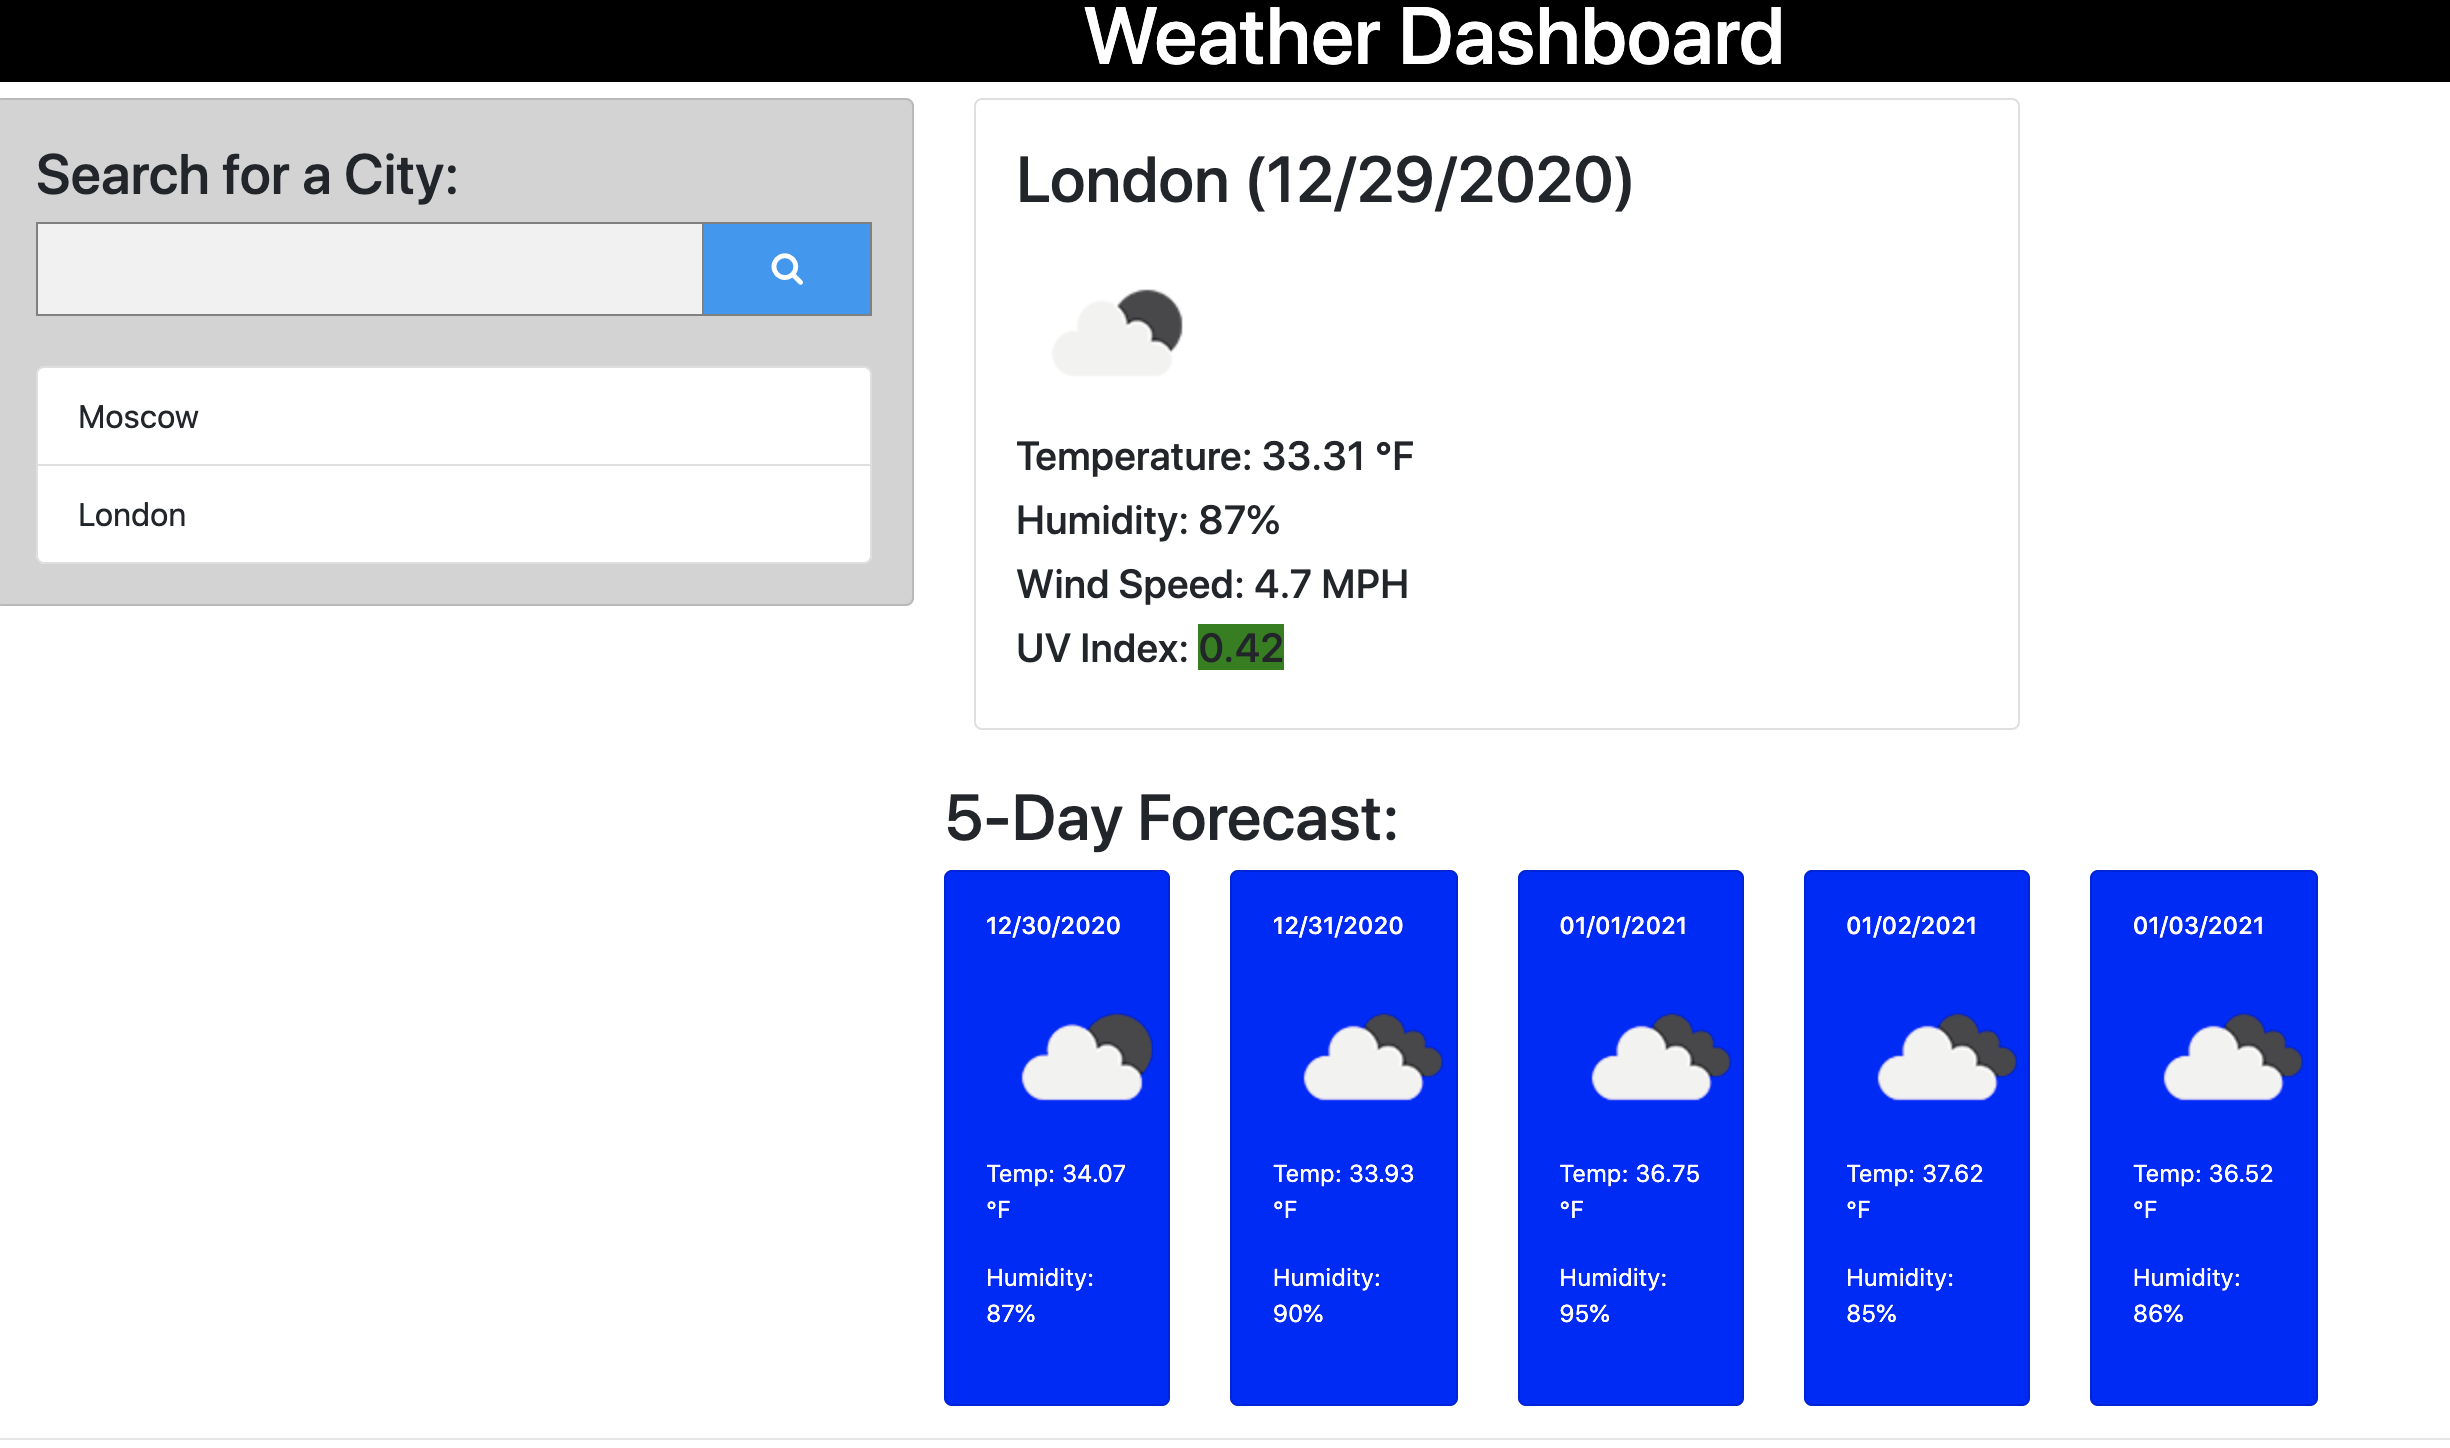 Weather Dashboard
Search for a City:
Moscow
London
London (12/29/2020)
Temperature: 33.31 °F
Humidity: 87%
Wind Speed: 4.7 MPH
UV Index: 0.42
5-Day Forecast:
12/30/2020
Temp: 34.07
°F
Humidity:
87%
12/31/2020
Temp: 33.93
°F
Humidity:
90%
01/01/2021
Temp: 36.75
°F
Humidity:
95%
01/02/2021
Temp: 37.62
°F
Humidity:
85%
01/03/2021
Temp: 36.52
°F
Humidity:
86%